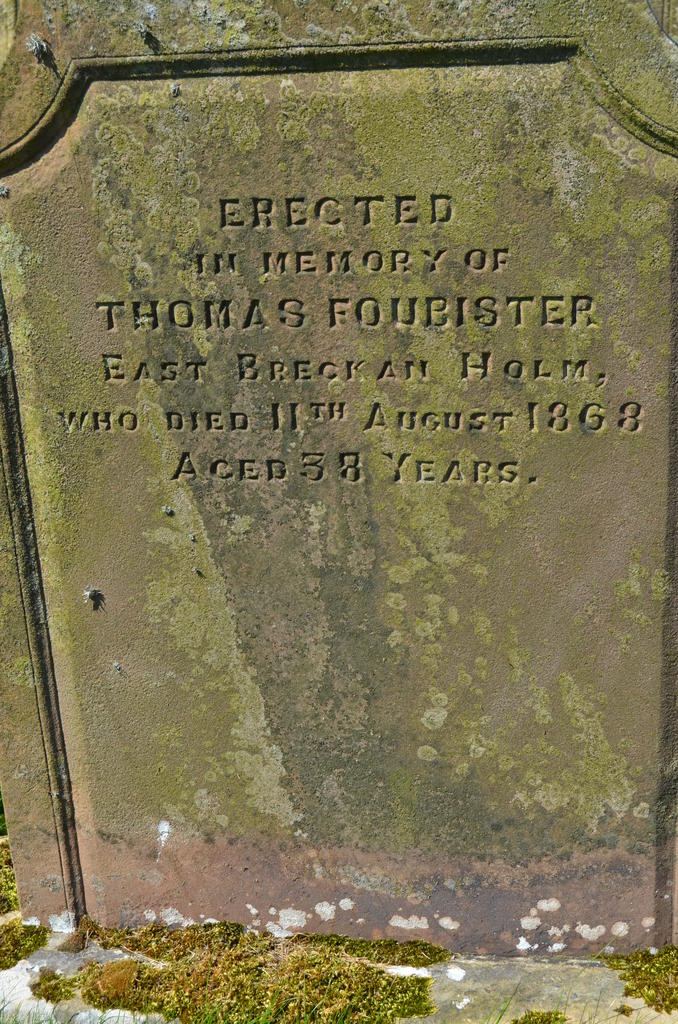 ERECTED
IN MEMORY OF
THOMAS FOUBISTER
EAST BRECKAN HOLM,
WHO DIED 11TH AUGUST 1868
AGED 38 YEARS.